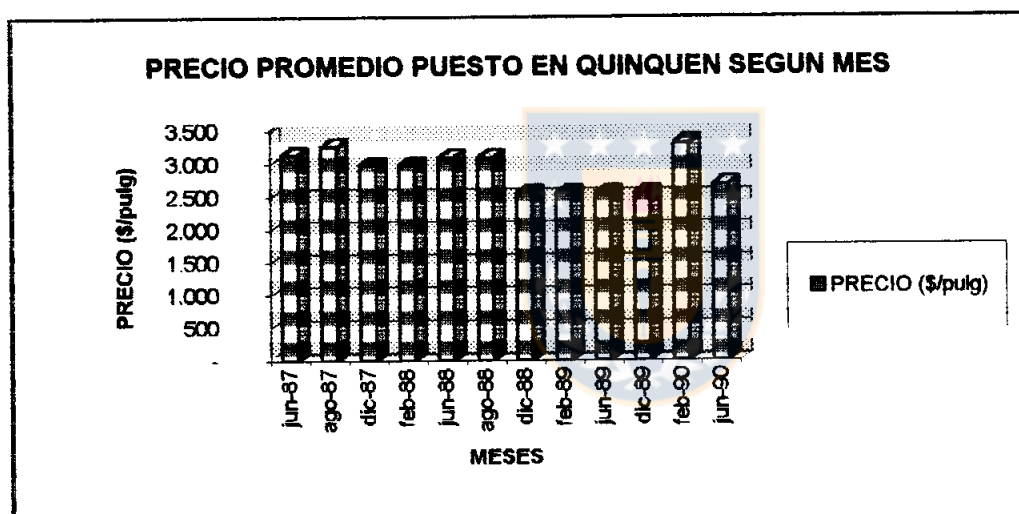 PRECIO PROMEDIO PUESTO EN QUINQUEN SEGUN MES
3.500
3.000
2.500
2.000
1.500
1.000
500
-
PRECIO ($/pulg)
jun-87
ago-87
dic-87
feb-88
jun-88
ago-88
dic-88
feb-89
jun-89
dic-89
feb-90
jun-90
MESES
PRECIO ($/pulg)